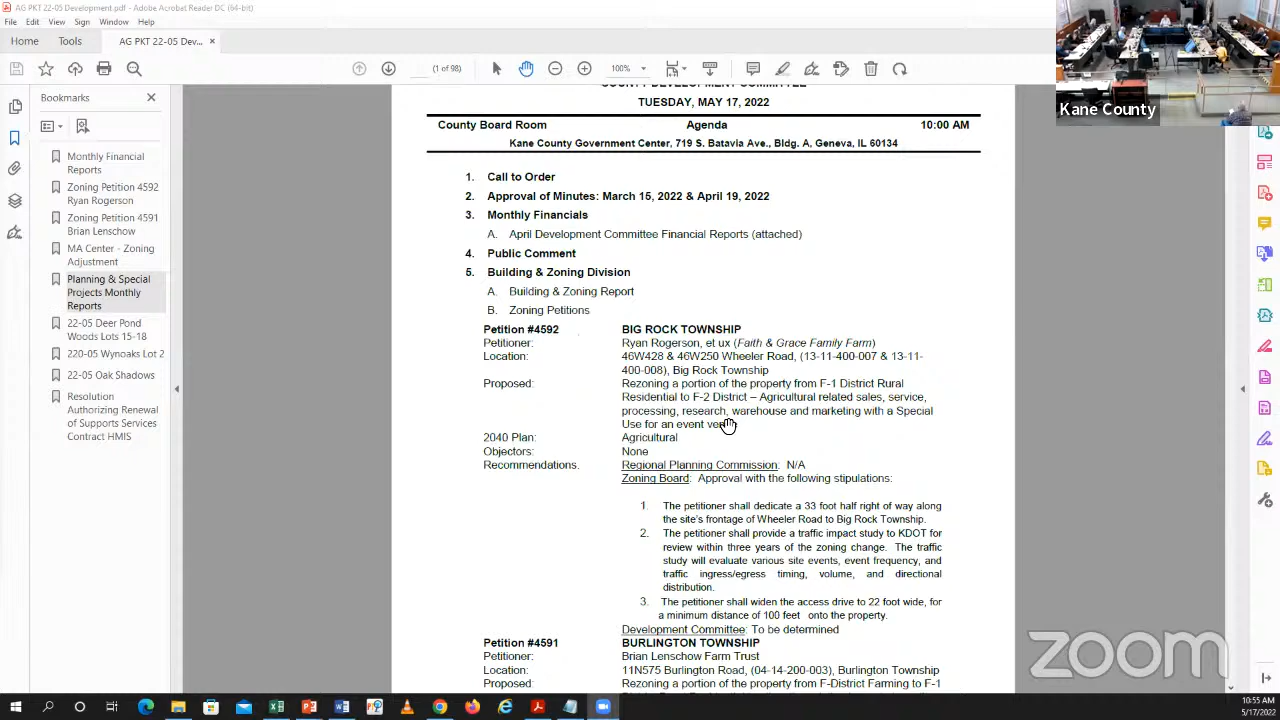 AG PKT 22-05 Development.pdf - Adobe Acrobat Reader DC (64-bit)
File Edit View Sign Window Help
Home Tools AG PKT 22-05 Dev... ×
(1 of 98) 100%
Kane County
Bookmarks
Monthly Financial
Reports
Zoning Petition 4592
Ryan Rogerson
Zoning Petition 4591
Brian Lenschow
MA Center - Zoning
Adjustment
Planning & Special
Projects Monthly
Reports
22-05 Deer Pond
Woods Lots 15-18
220-05 Wynoaks Lot 2
22-05 Oak Shadows
Resolution
Authorizing Renewal
of Supports Services
Contract HMIS
COUNTY DEVELOPMENT COMMITTEE
TUESDAY, MAY 17, 2022
County Board Room Agenda 10:00 AM
Kane County Government Center, 719 S. Batavia Ave., Bldg. A, Geneva, IL 60134
1. Call to Order
2. Approval of Minutes: March 15, 2022 & April 19, 2022
3. Monthly Financials
A. April Development Committee Financial Reports (attached)
4. Public Comment
5. Building & Zoning Division
A. Building & Zoning Report
B. Zoning Petitions
Petition #4592 BIG ROCK TOWNSHIP
Petitioner: Ryan Rogerson, et ux (Faith & Grace Family Farm)
Location: 46W428 & 46W250 Wheeler Road, (13-11-400-007 & 13-11-
400-008), Big Rock Township
Proposed: Rezoning a portion of the property from F-1 District Rural
Residential to F-2 District – Agricultural related sales, service,
processing, research, warehouse and marketing with a Special
Use for an event
2040 Plan: Agricultural
Objectors: None
Recommendations. Regional Planning Commission: N/A
Zoning Board: Approval with the following stipulations:
1. The petitioner shall dedicate a 33 foot half right of way along
the site's frontage of Wheeler Road to Big Rock Township.
2. The petitioner shall provide a traffic impact study to KDOT for
review within three years of the zoning change. The traffic
study will evaluate various site events, event frequency, and
traffic ingress/egress timing, volume, and directional
distribution.
3. The petitioner shall widen the access drive to 22 foot wide, for
a minimum distance of 100 feet onto the property.
Development Committee: To be determined
Petition #4591 BURLINGTON TOWNSHIP
Petitioner: Brian Lenschow Farm Trust
Location: 11N575 Burlington Road, (04-14-200-003), Burlington Township
Proposed: Rezoning a portion of the property from F-District Farming to F-1
zoom
10:55 AM
5/17/2022